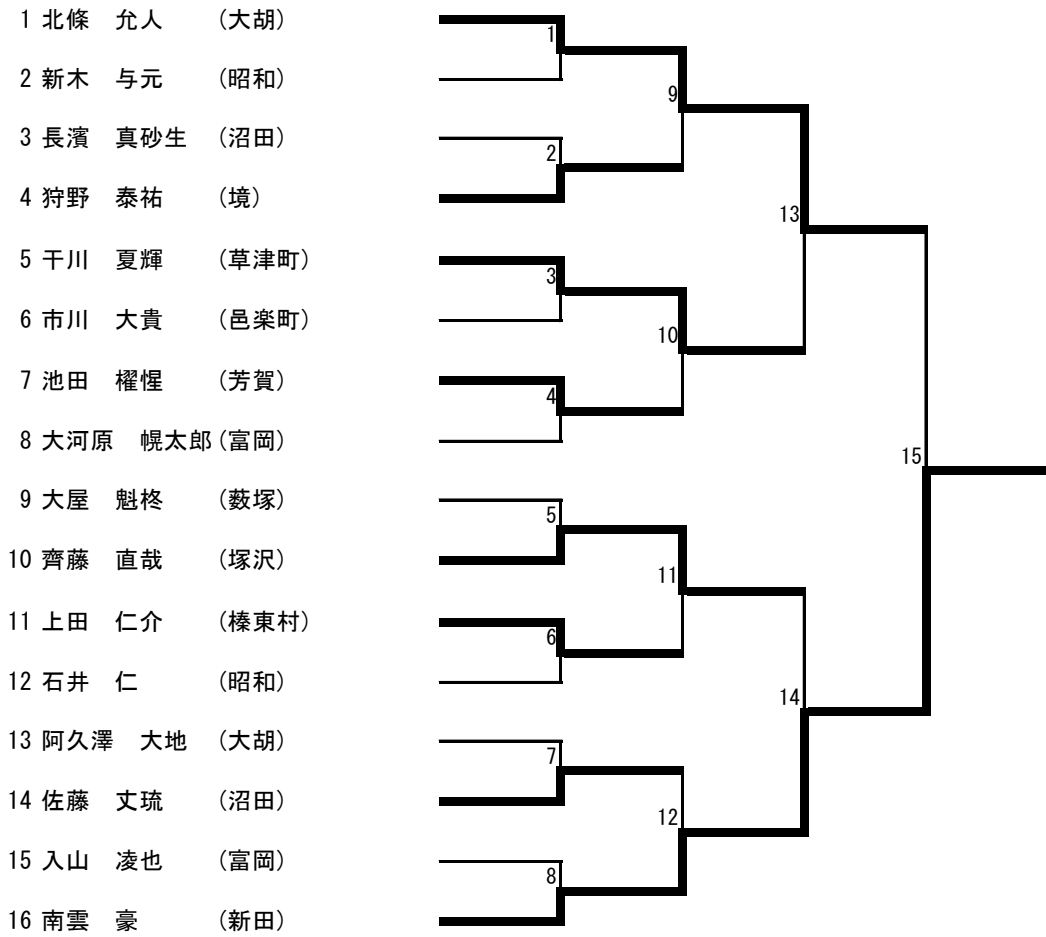 1 北條　允人　(大胡)
1
2 新木　与元　(昭和)
9
3 長濱　真砂生　(沼田)
2
4 狩野　泰祐　(境)
13
5 干川　夏輝　(草津町)
3
6 市川　大貴　(邑楽町)
10
7 池田　櫂惺　(芳賀)
4
8 大河原　幌太郎 (富岡)
15
9 大屋　魁柊　(薮塚)
5
10 齊藤　直哉　(塚沢)
11
11 上田　仁介　(榛東村)
6
12 石井　仁　(昭和)
14
13 阿久澤　大地　(大胡)
7
14 佐藤　丈琉　(沼田)
12
15 入山　凌也　(富岡)
8
16 南雲　豪　(新田)